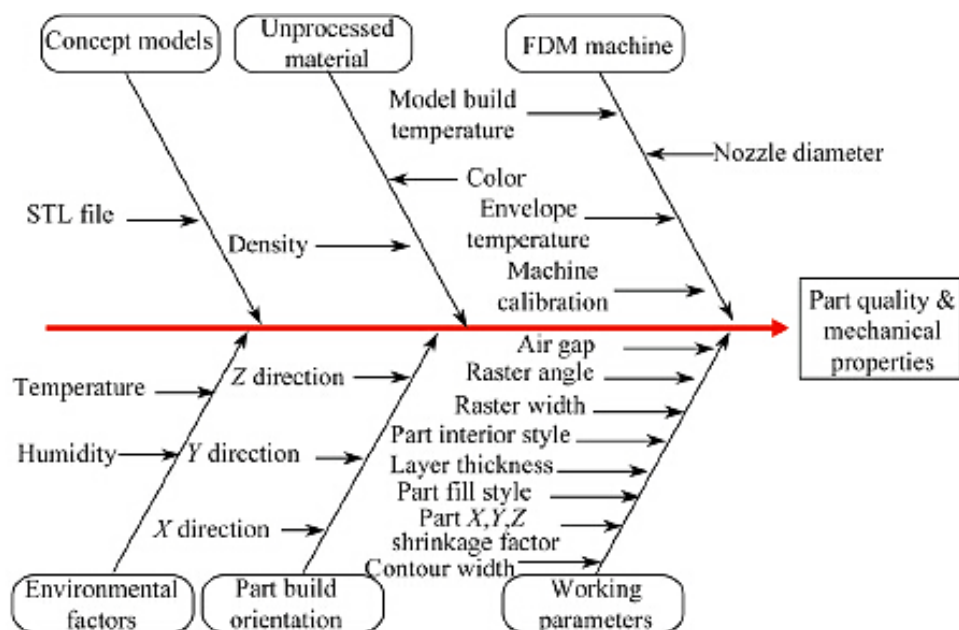 Concept models
Unprocessed
material
FDM machine
Model build
temperature
Nozzle diameter
Color
STL file
Envelope
temperature
Density
Machine
calibration
Part quality &
mechanical
properties
Air gap
Z direction
Raster angle
Temperature
Raster width
Part interior style
Humidity
Y direction
Layer thickness
Part fill style
X direction
Part X,Y,Z
shrinkage factor
Contour width
Environmental
factors
Part build
orientation
Working
parameters